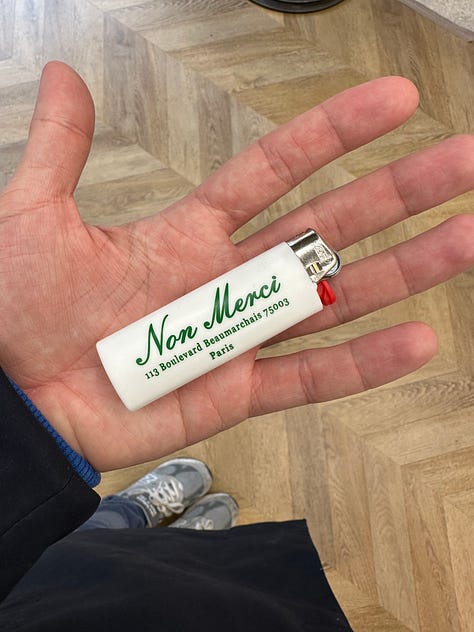 Non Merci
113 Boulevard Beaumarchais 75003
Paris